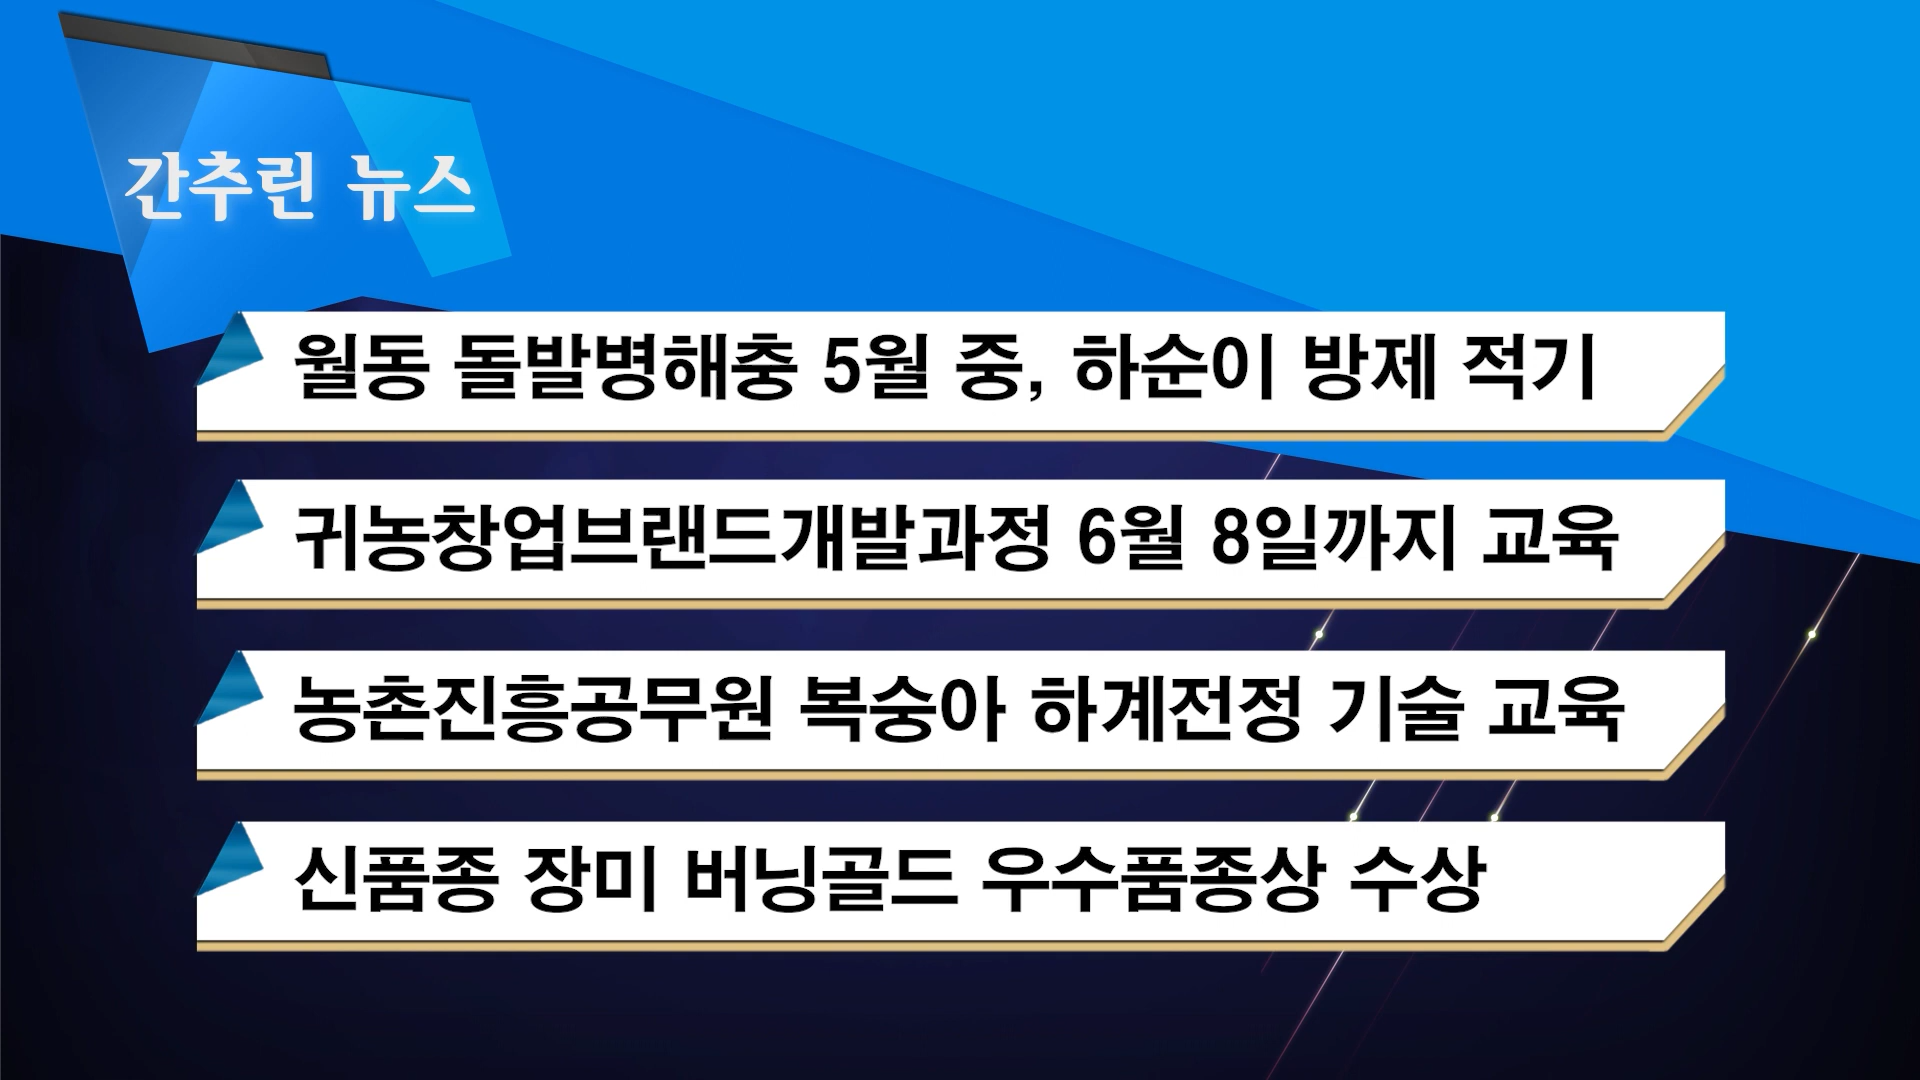 간추린 뉴스
월동 돌발병해충 5월 중, 하순이 방제 적기
귀농창업브랜드개발과정 6월 8일까지 교육
농촌진흥공무원 복숭아 하계전정 기술 교육
신품종 장미 버닝골드 우수품종상 수상